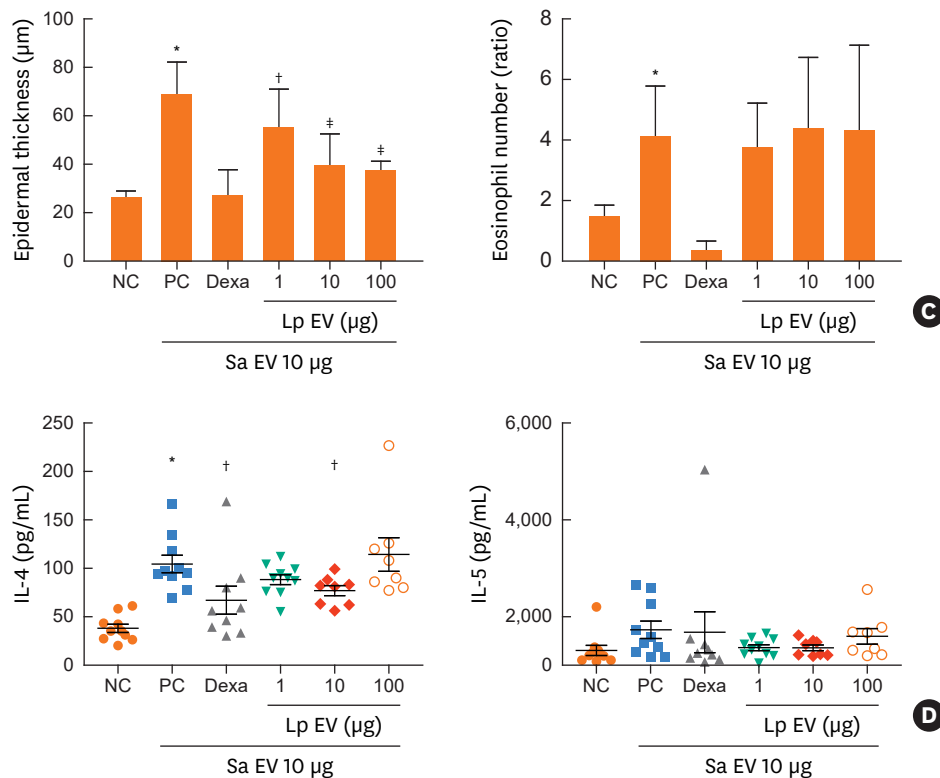 Epidermal thickness (µm)
100
80
60
40
20
0
* † ‡ ‡
NC PC Dexa 1 10 100
Lp EV (µg)
Sa EV 10 µg
Eosinophil number (ratio)
8
6
4
2
0
*
NC PC Dexa 1 10 100
Lp EV (µg)
Sa EV 10 µg
C
IL-4 (pg/mL)
250
200
150
100
50
0
* † †
NC PC Dexa 1 10 100
Lp EV (µg)
Sa EV 10 µg
IL-5 (pg/mL)
6,000
4,000
2,000
0
NC PC Dexa 1 10 100
Lp EV (µg)
Sa EV 10 µg
D